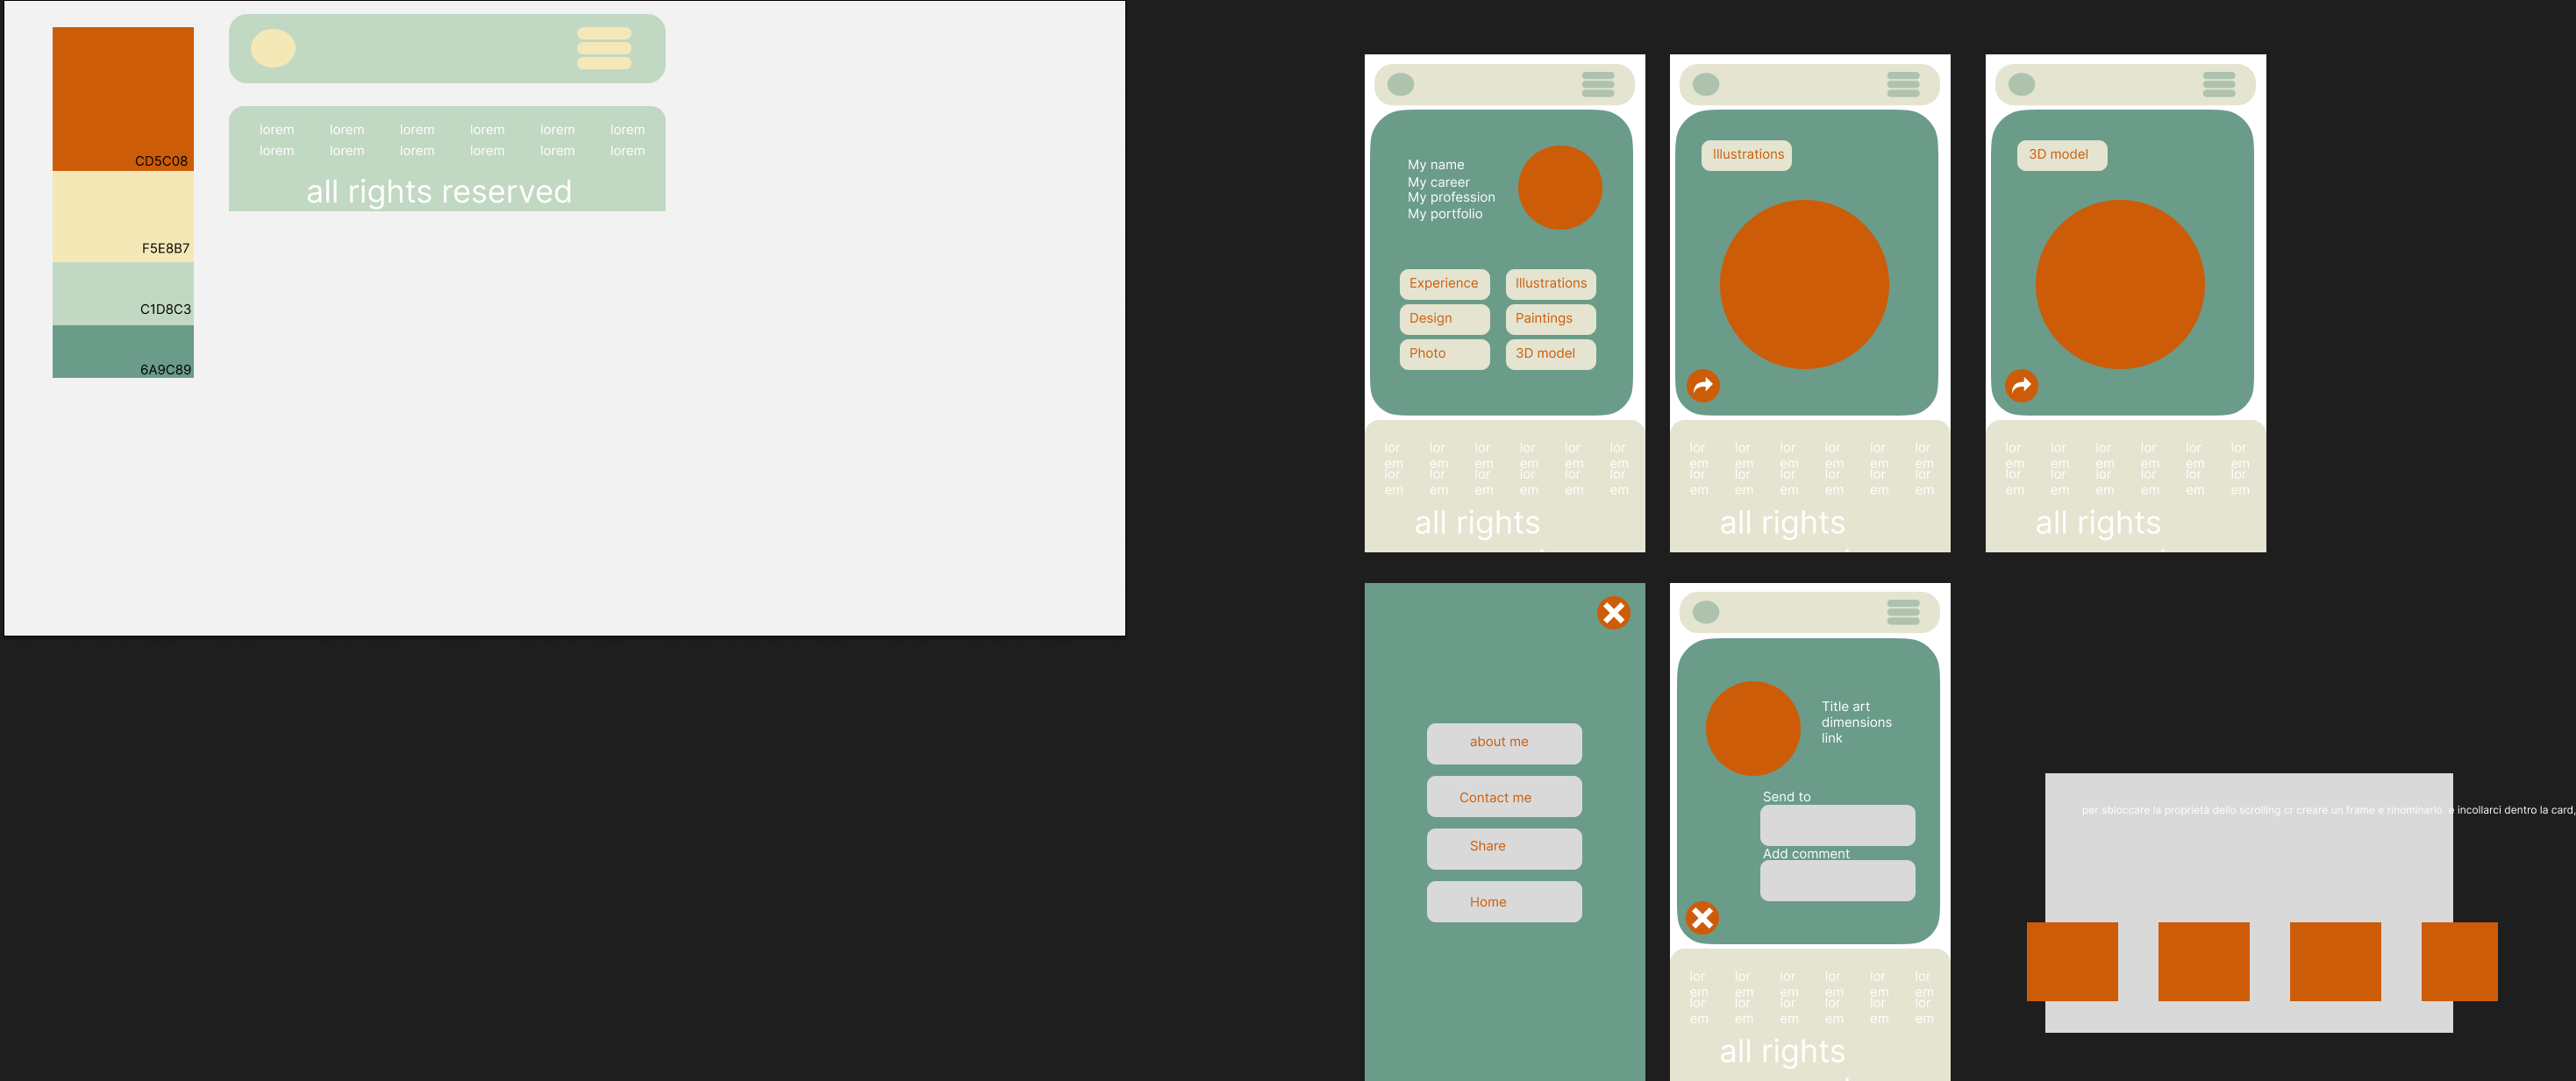 CD5C08
F5E8B7
C1D8C3
6A9C89
lorem lorem lorem lorem lorem lorem
lorem lorem lorem lorem lorem lorem
all rights reserved
My name
My career
My profession
My portfolio
Experience Illustrations
Design Paintings
Photo 3D model
lor lor lor lor lor lor
em em em em em em
lor lor lor lor lor lor
em em em em em em
all rights
Illustrations
lor lor lor lor lor lor
em em em em em em
lor lor lor lor lor lor
em em em em em em
all rights
3D model
lor lor lor lor lor lor
em em em em em em
lor lor lor lor lor lor
em em em em em em
all rights
about me
Contact me
Share
Home
Title art
dimensions
link
Send to
Add comment
lor lor lor lor lor lor
em em em em em em
lor lor lor lor lor lor
em em em em em em
all rights
per sbloccare la proprietà dello scrolling cr creare un frame e rinominarlo e incollarci dentro la card,